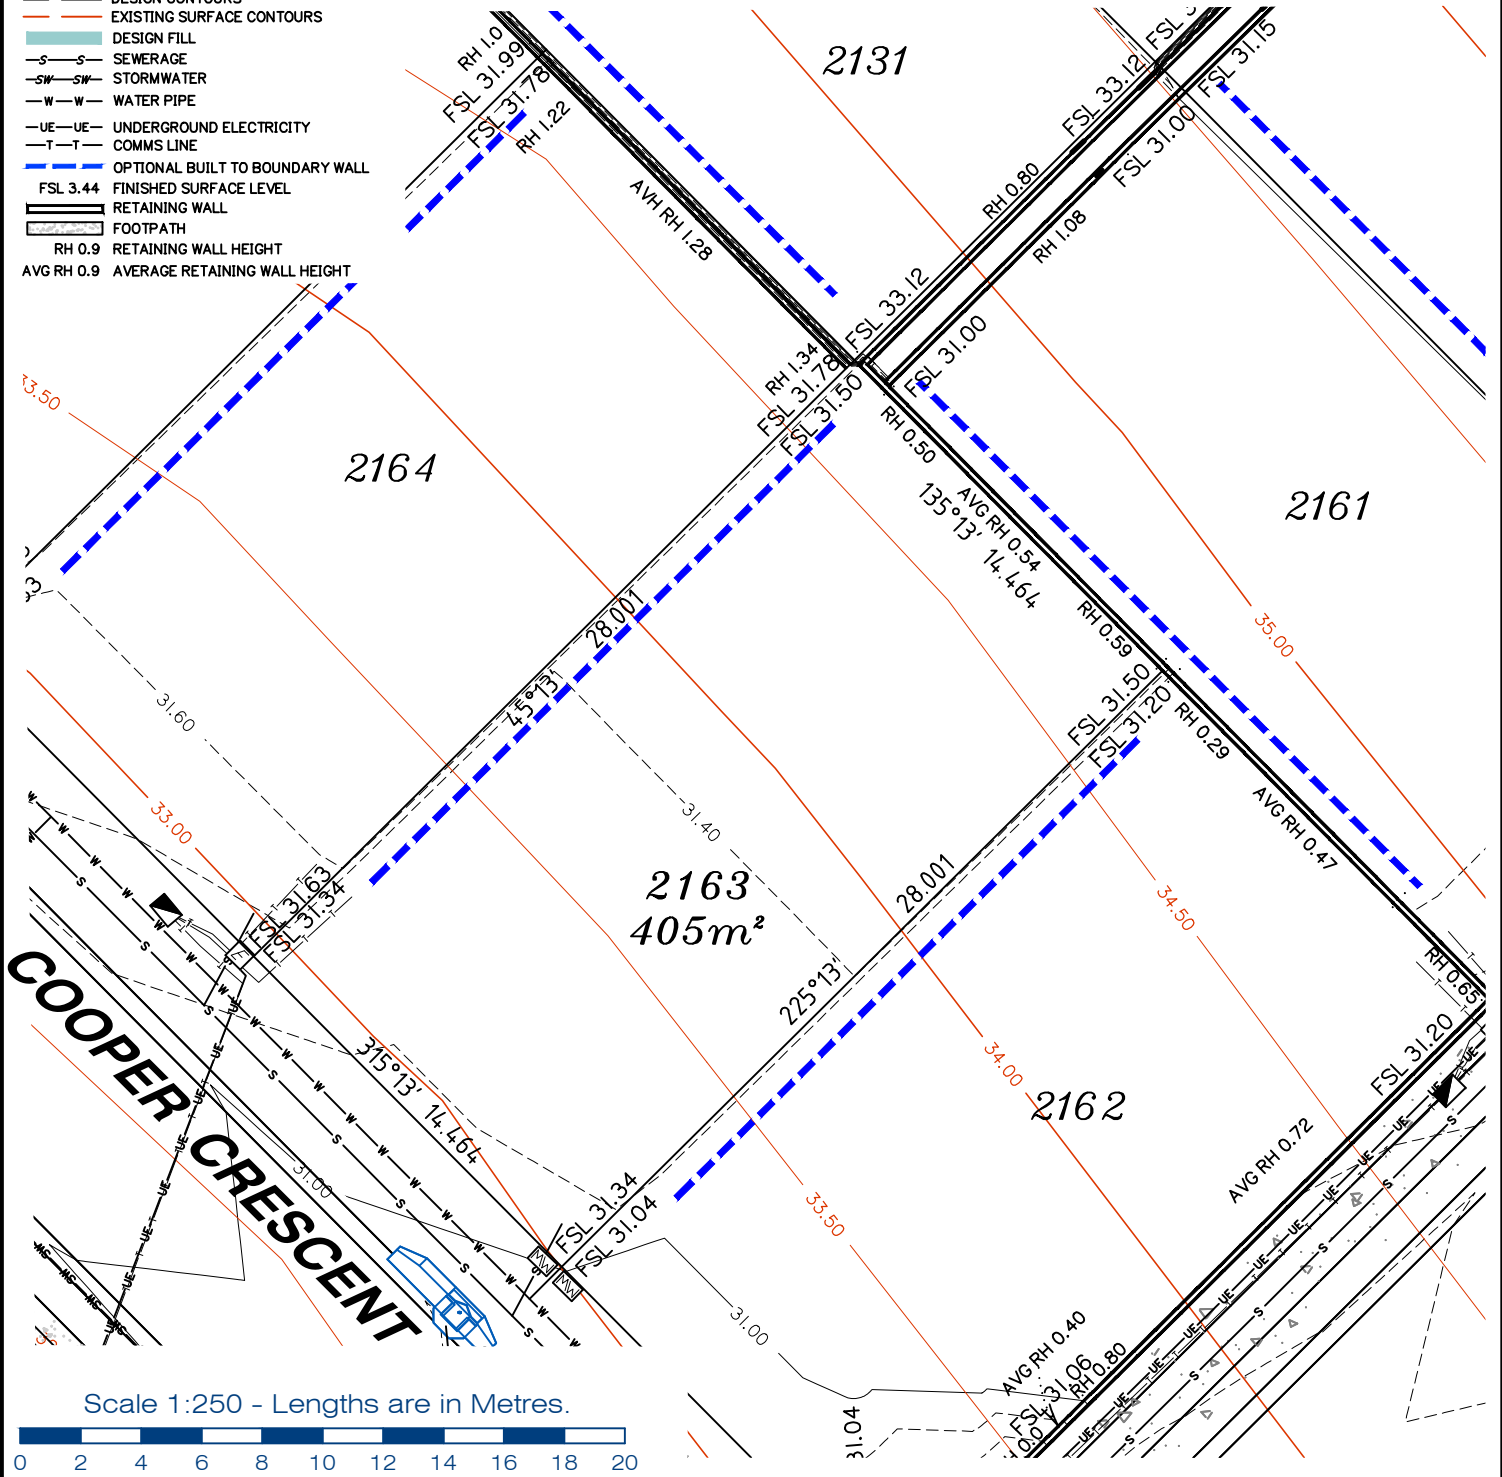 EXISTING SURFACE CONTOURS
DESIGN FILL
S S SEWERAGE
SW SW STORMWATER
W W WATER PIPE
UE UE UNDERGROUND ELECTRICITY
T T COMMS LINE
OPTIONAL BUILT TO BOUNDARY WALL
FSL 3.44 FINISHED SURFACE LEVEL
RETAINING WALL
FOOTPATH
RH 0.9 RETAINING WALL HEIGHT
AVG RH 0.9 AVERAGE RETAINING WALL HEIGHT
RH 1.0
FSL 31.99
FSL 31.78
RH 1.22
2131
FSL 33.12
FSL 31.15
FSL 31.00
AVH RH 1.28
RH 0.80
RH 1.08
FSL 33.12
FSL 31.00
RH 1.34
FSL 31.78
FSL 31.50
RH 0.50
33.50
2164
2161
AVG RH 0.54
135°13' 14.464
RH 0.59
28.001
45°13'
35.00
31.60
FSL 31.50
FSL 31.20
RH 0.29
33.00
31.40
AVG RH 0.47
2163
405m²
28.001
34.50
FSL 31.63
FSL 31.34
225°13'
RH 0.65
COOPER CRESCENT
315°13' 14.464
34.00
2162
FSL 31.20
AVG RH 0.72
31.00
FSL 31.34
FSL 31.04
33.50
MW
MW
31.00
AVG RH 0.40
RH 0.80
FSL 31.06
31.04
Scale 1:250 - Lengths are in Metres.
0 2 4 6 8 10 12 14 16 18 20